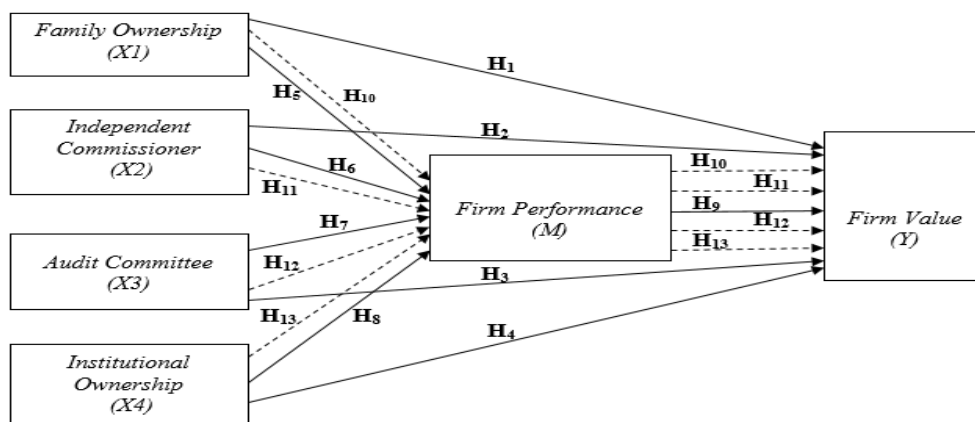 Family Ownership
(X1)
H1
H5
H10
Independent
Commissioner
(X2)
H2
H6
H11
Firm Performance
(M)
H10
H11
H9
H12
H13
Firm Value
(Y)
Audit Committee
(X3)
H7
H12
H3
H13
H8
H4
Institutional
Ownership
(X4)